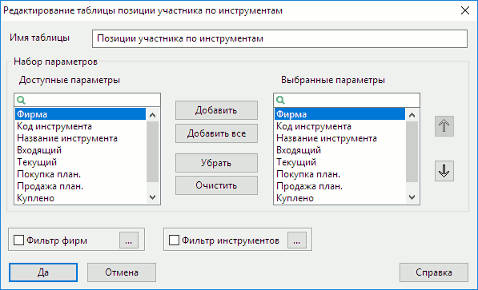 Редактирование таблицы позиции участника по инструментам
Имя таблицы
Позиции участника по инструментам
Набор параметров
Доступные параметры
Фирма
Код инструмента
Название инструмента
Входящий
Текущий
Покупка план.
Продажа план.
Куплено
Добавить
Добавить все
Убрать
Очистить
Выбранные параметры
Фирма
Код инструмента
Название инструмента
Входящий
Текущий
Покупка план.
Продажа план.
Куплено
Фильтр фирм ...
Фильтр инструментов ...
Да
Отмена
Справка